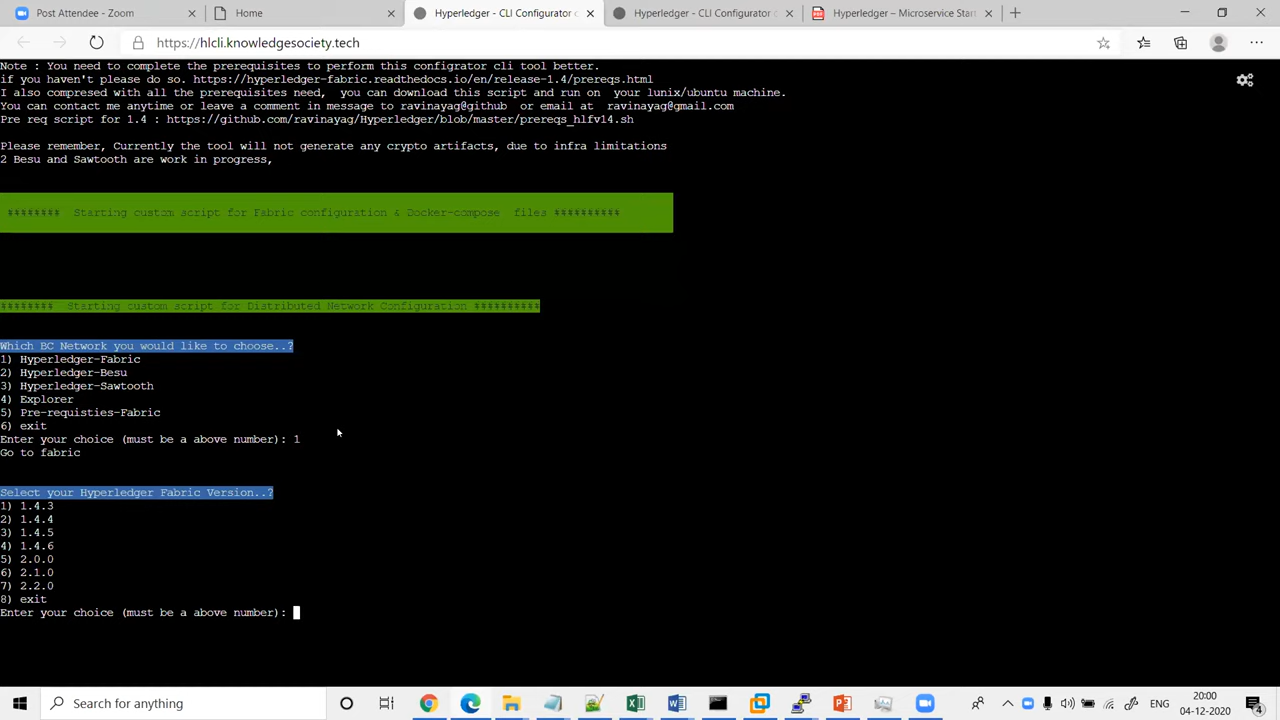 Post Attendee - Zoom
Home
Hyperledger - CLI Configurator c
Hyperledger - CLI Configurator c
Hyperledger – Microservice Star
https://hlcli.knowledgesociety.tech
Note : You need to complete the prerequisites to perform this configrator cli tool better.
if you haven't please do so. https://hyperledger-fabric.readthedocs.io/en/release-1.4/prereqs.html
I also compresed with all the prerequisites need,  you can download this script and run on  your lunix/ubuntu machine.
You can contact me anytime or leave a comment in message to ravinayag@github  or email at  ravinayag@gmail.com
Pre req script for 1.4 : https://github.com/ravinayag/Hyperledger/blob/master/prereqs_hlfv14.sh
Please remember, Currently the tool will not generate any crypto artifacts, due to infra limitations
2 Besu and Sawtooth are work in progress,
########  Starting custom script for Fabric configuration & Docker-compose  files ##########
########  Starting custom script for Distributed Network Configuration ##########
Which BC Network you would like to choose..?
1) Hyperledger-Fabric
2) Hyperledger-Besu
3) Hyperledger-Sawtooth
4) Explorer
5) Pre-requisties-Fabric
6) exit
Enter your choice (must be a above number): 1
Go to fabric
Select your Hyperledger Fabric Version..?
1) 1.4.3
2) 1.4.4
3) 1.4.5
4) 1.4.6
5) 2.0.0
6) 2.1.0
7) 2.2.0
8) exit
Enter your choice (must be a above number):
Search for anything
ENG
20:00
04-12-2020
4